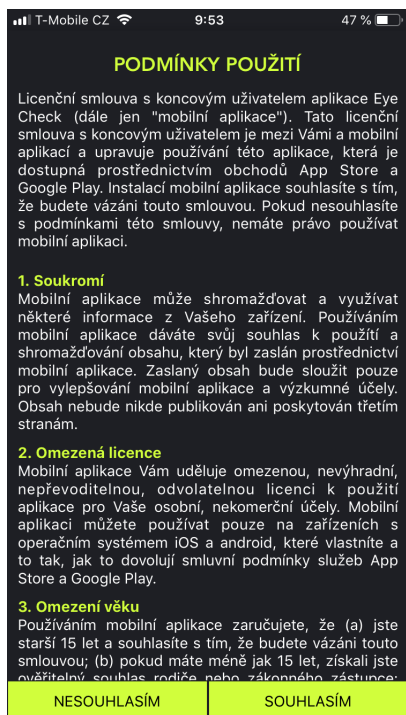 T-Mobile CZ 9:53 47 %
PODMÍNKY POUŽITÍ
Licenční smlouva s koncovým uživatelem aplikace Eye
Check (dále jen "mobilní aplikace"). Tato licenční
smlouva s koncovým uživatelem je mezi Vámi a mobilní
aplikací a upravuje používání této aplikace, která je
dostupná prostřednictvím obchodů App Store a
Google Play. Instalací mobilní aplikace souhlasíte s tím,
že budete vázáni touto smlouvou. Pokud nesouhlasíte
s podmínkami této smlouvy, nemáte právo používat
mobilní aplikaci.
1. Soukromí
Mobilní aplikace může shromažďovat a využívat
některé informace z Vašeho zařízení. Používáním
mobilní aplikace dáváte svůj souhlas k použítí a
shromažďování obsahu, který byl zaslán prostřednictví
mobilní aplikace. Zaslaný obsah bude sloužit pouze
pro vylepšování mobilní aplikace a výzkumné účely.
Obsah nebude nikde publikován ani poskytován třetím
stranám.
2. Omezená licence
Mobilní aplikace Vám uděluje omezenou, nevýhradní,
nepřevoditelnou, odvolatelnou licenci k použití
aplikace pro Vaše osobní, nekomerční účely. Mobilní
aplikaci můžete používat pouze na zařízeních s
operačním systémem iOS a android, které vlastníte a
to tak, jak to dovolují smluvní podmínky služeb App
Store a Google Play.
3. Omezení věku
Používáním mobilní aplikace zaručujete, že (a) jste
starší 15 let a souhlasíte s tím, že budete vázáni touto
smlouvou; (b) pokud máte méně jak 15 let, získali jste
ověřitelný souhlas rodiče nebo zákonného zástupce;
NESOUHLASÍM SOUHLASÍM